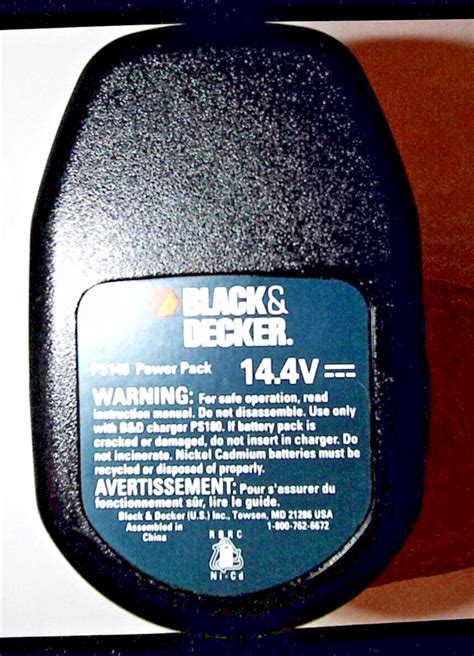 BLACK&
DECKER.
PS140 Power Pack 14.4V
WARNING: For safe operation, read
instruction manual. Do not disassemble. Use only
with B&D charger PS180. If battery pack is
cracked or damaged, do not insert in charger. Do
not incinerate. Nickel Cadmium batteries must be
recycled or disposed of properly.
AVERTISSEMENT: Pour s'assurer du
fonctionnement sûr, lire le guide.
Black & Decker (U.S.) Inc., Towson, MD 21286 USA
Assembled in 1-800-762-6672
China
RBRC
Ni-Cd